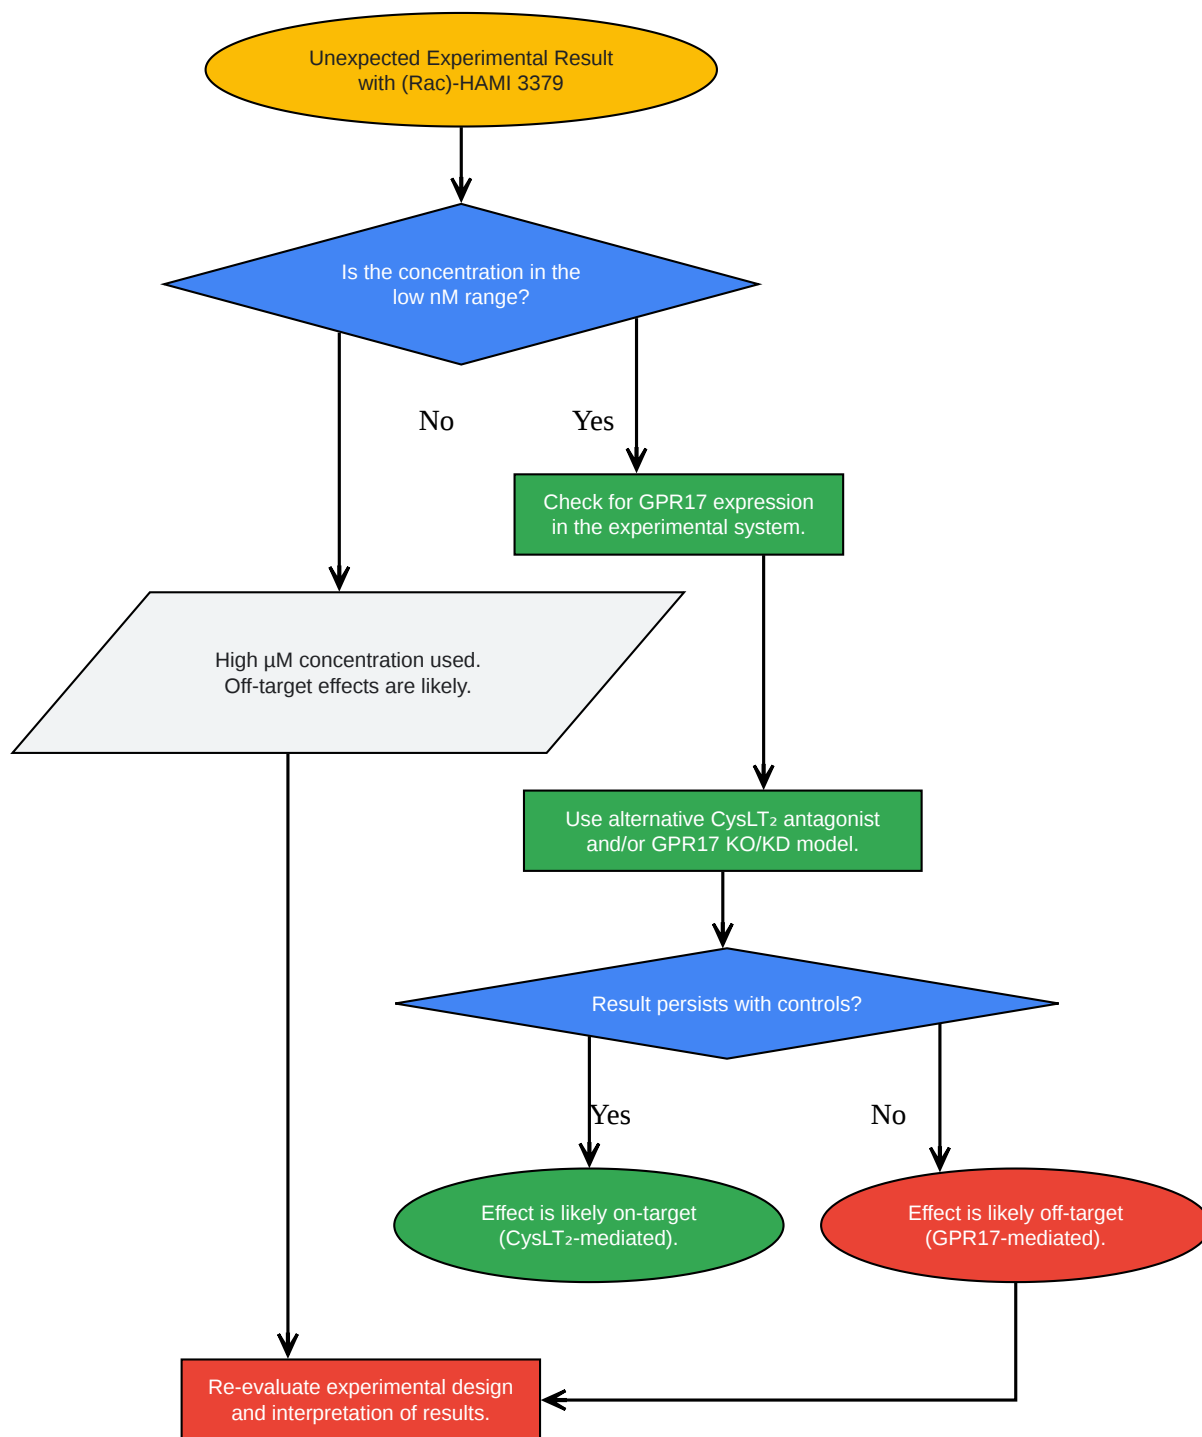 Unexpected Experimental Result
with (Rac)-HAMI 3379
Is the concentration in the
low nM range?
No
Yes
Check for GPR17 expression
in the experimental system.
High µM concentration used.
Off-target effects are likely.
Use alternative CysLT₂ antagonist
and/or GPR17 KO/KD model.
Result persists with controls?
Yes
No
Effect is likely on-target
(CysLT₂-mediated).
Effect is likely off-target
(GPR17-mediated).
Re-evaluate experimental design
and interpretation of results.